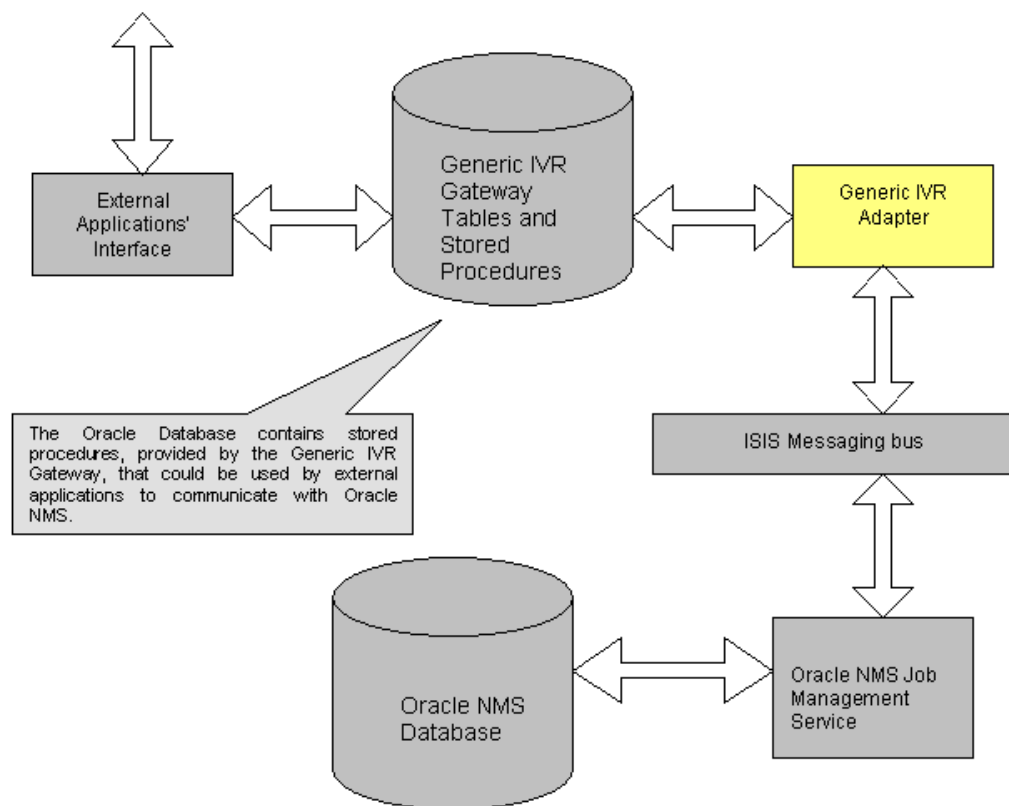 External
Applications'
Interface
Generic IVR
Gateway
Tables and
Stored
Procedures
Generic IVR
Adapter
The Oracle Database contains stored
procedures, provided by the Generic IVR
Gateway, that could be used by external
applications to communicate with Oracle
NMS.
ISIS Messaging bus
Oracle NMS
Database
Oracle NMS Job
Management
Service